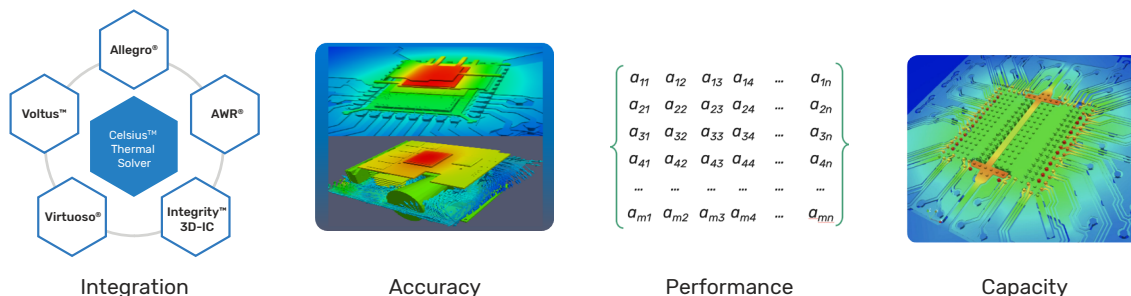 Allegro®
Voltus™
AWR®
Celsius™
Thermal
Solver
Virtuoso®
Integrity™
3D-IC
a11 a12 a13 a14 ... a1n
a21 a22 a23 a24 ... a2n
a31 a32 a33 a34 ... a3n
a41 a42 a43 a44 ... a4n
... ... ... ... ... ...
am1 am2 am3 am4 ... amn
Integration
Accuracy
Performance
Capacity